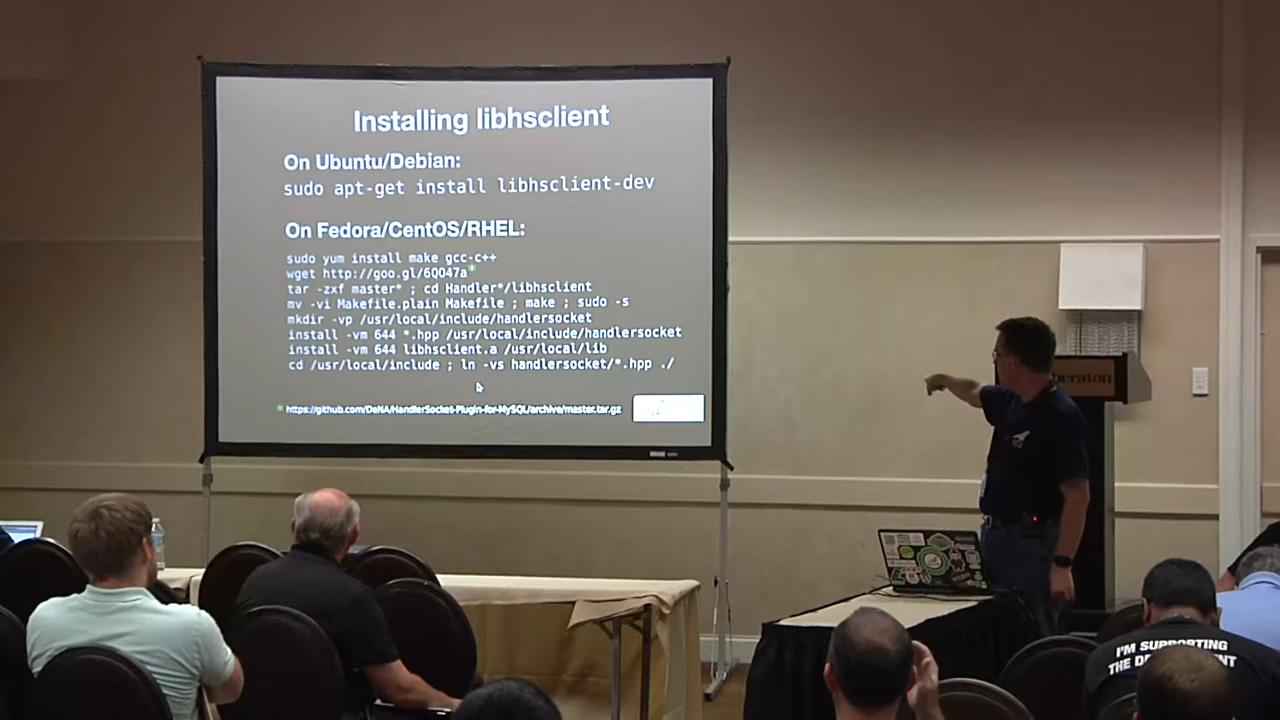 Installing libhsclient
On Ubuntu/Debian:
sudo apt-get install libhsclient-dev
On Fedora/CentOS/RHEL:
sudo yum install make gcc-c++
wget http://goo.gl/6Q047a*
tar -zxf master* ; cd Handler*/libhsclient
mv -vi Makefile.plain Makefile ; make ; sudo -s
mkdir -vp /usr/local/include/handlersocket
install -vm 644 *.hpp /usr/local/include/handlersocket
install -vm 644 libhsclient.a /usr/local/lib
cd /usr/local/include ; ln -vs handlersocket/*.hpp ./
* https://github.com/DeNA/HandlerSocket-Plugin-for-MySQL/archive/master.tar.gz
I'M SUPPORTING